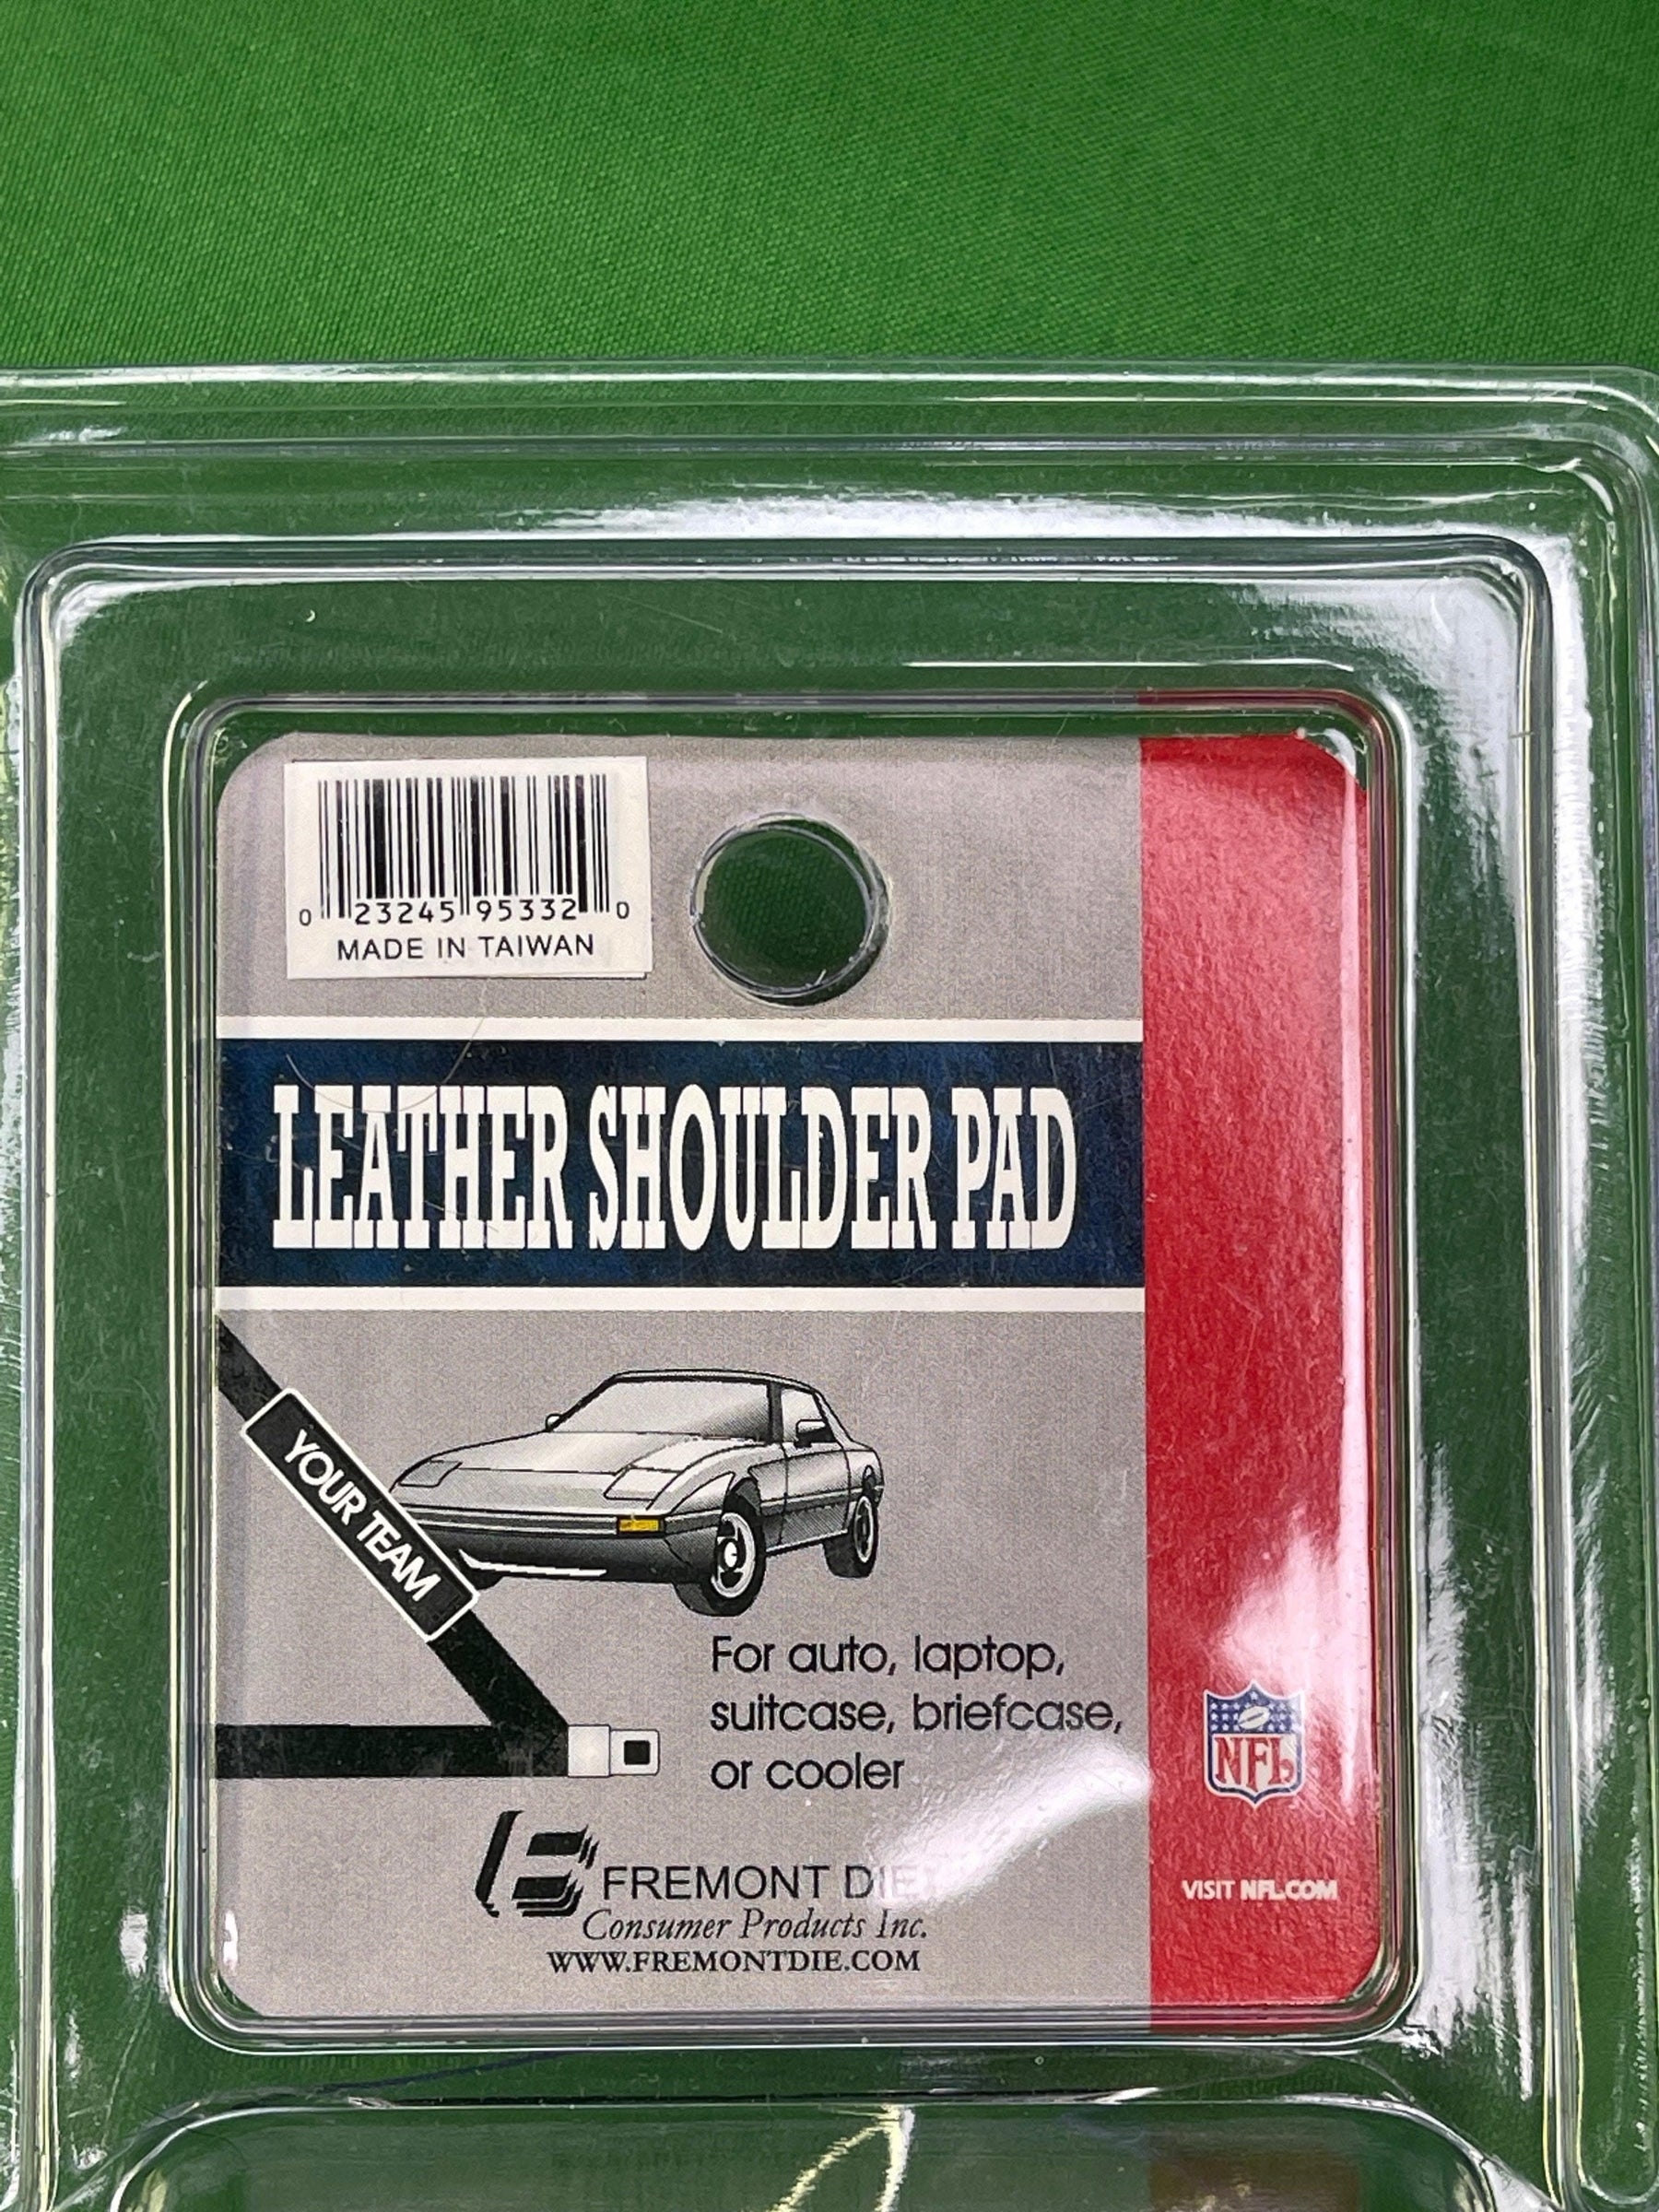 0 23245 95332 0
MADE IN TAIWAN
LEATHER SHOULDER PAD
YOUR TEAM
For auto, laptop,
suitcase, briefcase,
or cooler
NFL
FREMONT DIE
Consumer Products Inc.
WWW.FREMONTDIE.COM
VISIT NFL.COM